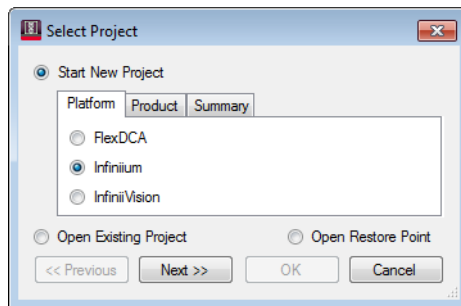 Select Project
Start New Project
Platform Product Summary
FlexDCA
Infiniium
InfiniiVision
Open Existing Project Open Restore Point
<< Previous Next >> OK Cancel